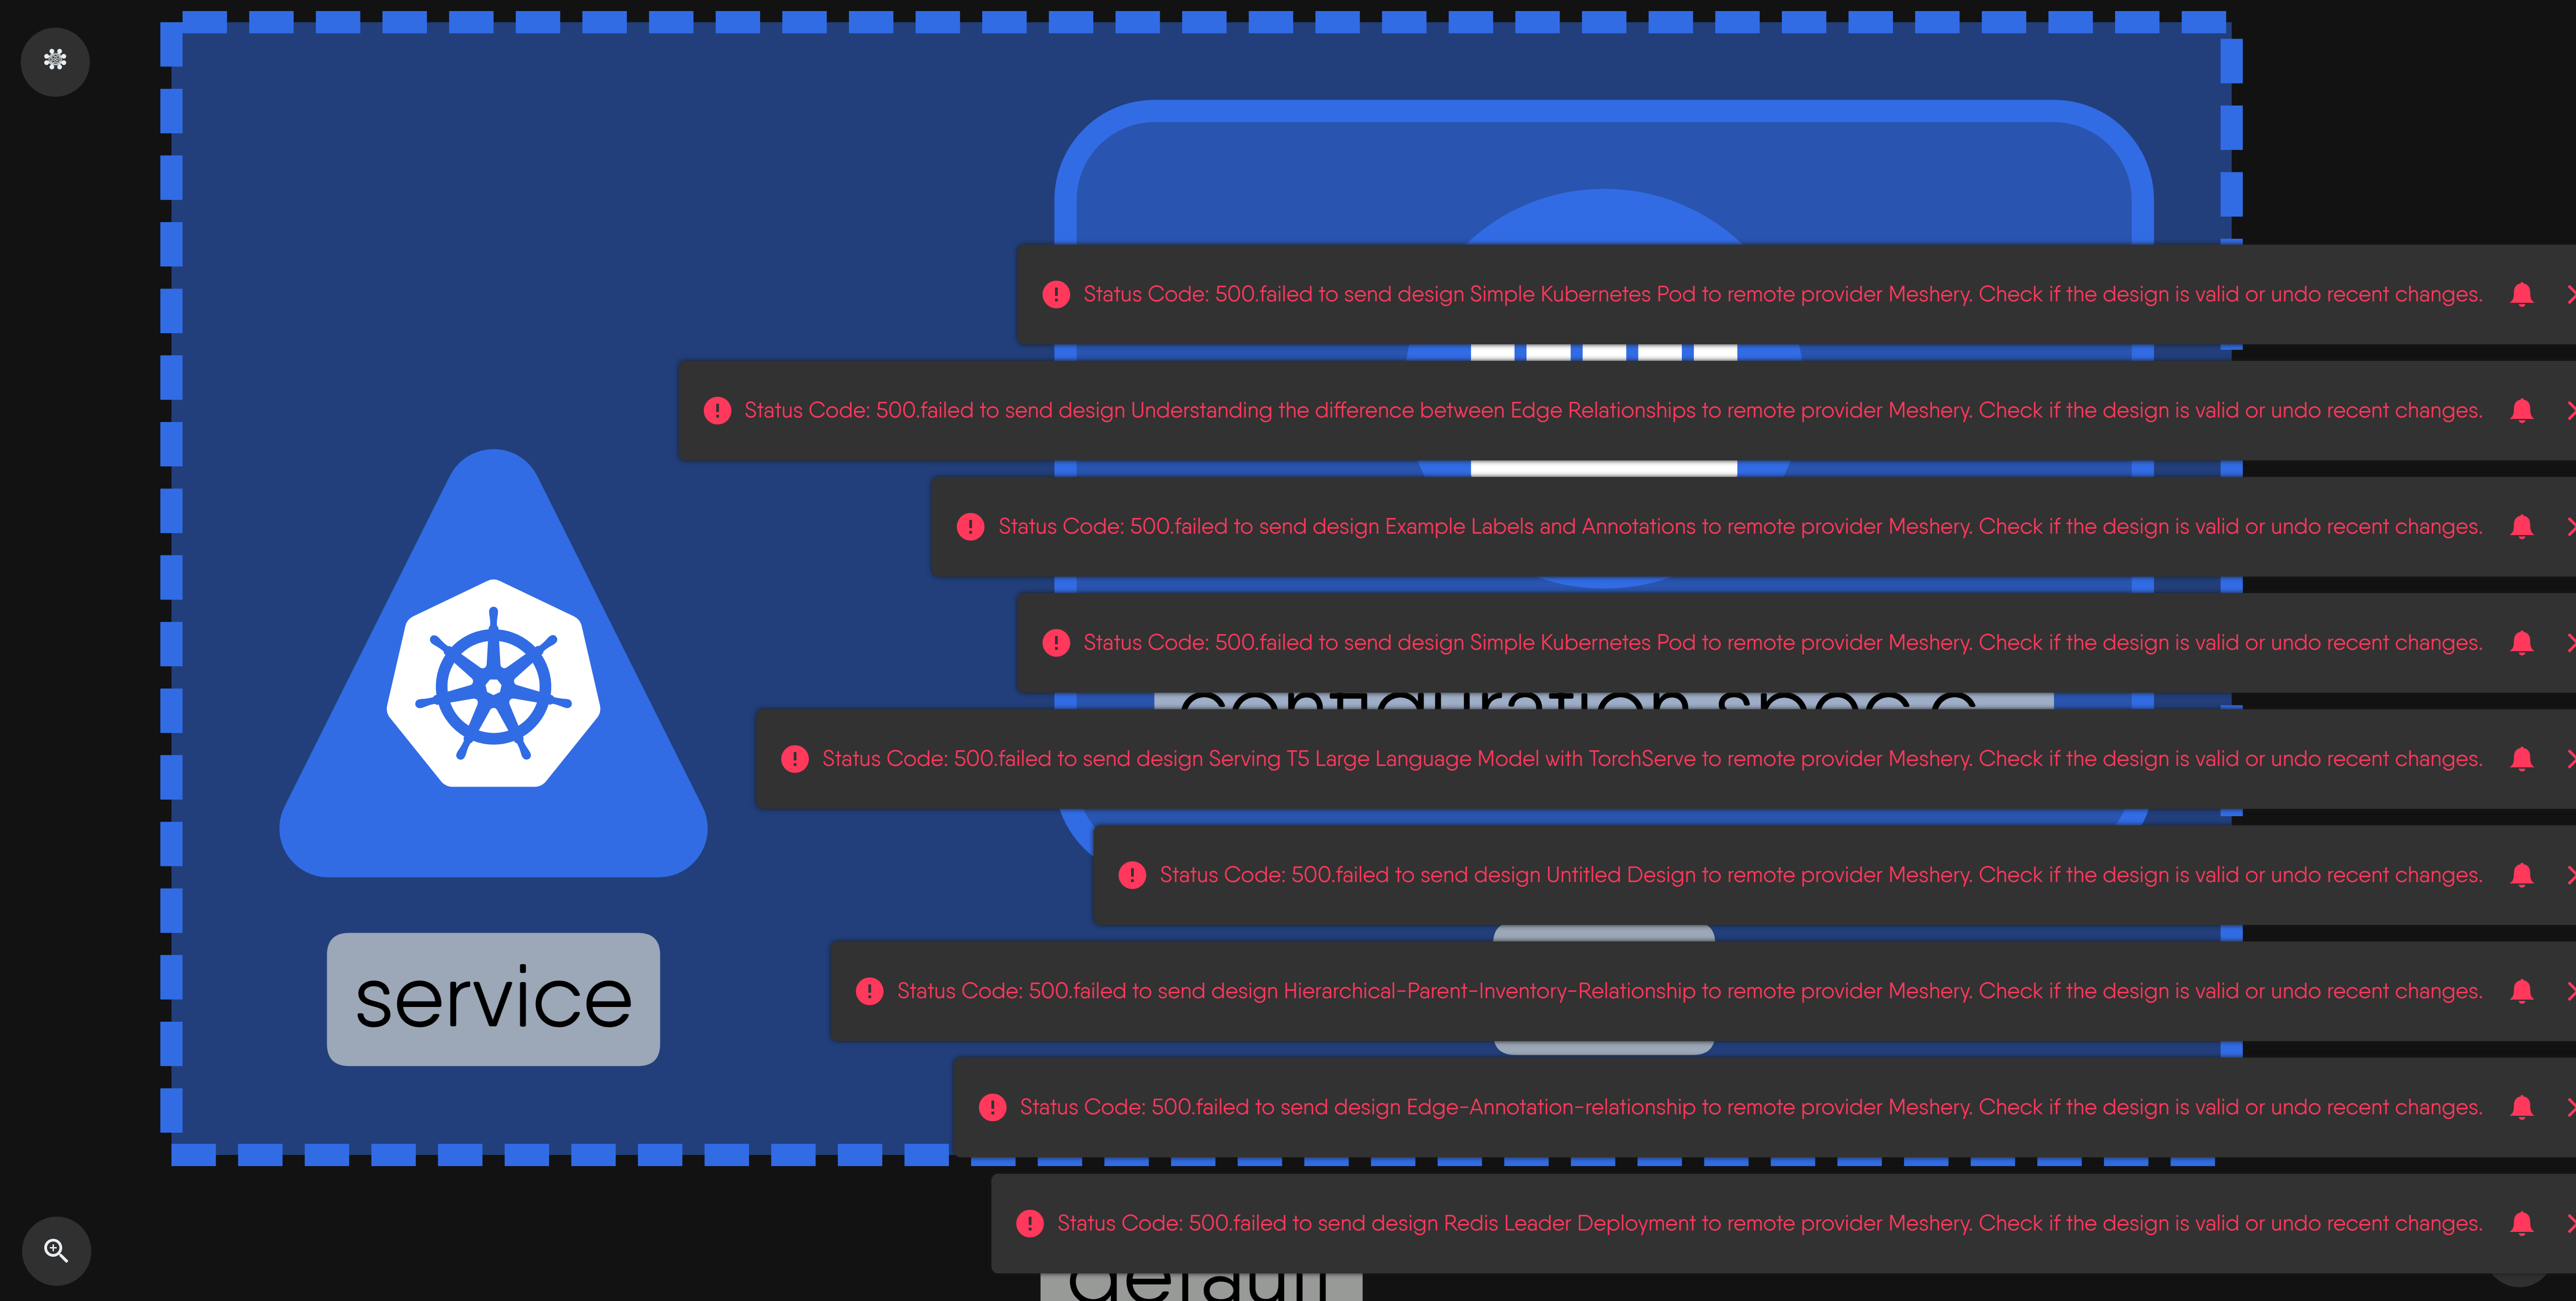 Status Code: 500.failed to send design Simple Kubernetes Pod to remote provider Meshery. Check if the design is valid or undo recent changes.
Status Code: 500.failed to send design Understanding the difference between Edge Relationships to remote provider Meshery. Check if the design is valid or undo recent changes.
Status Code: 500.failed to send design Example Labels and Annotations to remote provider Meshery. Check if the design is valid or undo recent changes.
Status Code: 500.failed to send design Simple Kubernetes Pod to remote provider Meshery. Check if the design is valid or undo recent changes.
configuration spec c
Status Code: 500.failed to send design Serving T5 Large Language Model with TorchServe to remote provider Meshery. Check if the design is valid or undo recent changes.
Status Code: 500.failed to send design Untitled Design to remote provider Meshery. Check if the design is valid or undo recent changes.
Status Code: 500.failed to send design Hierarchical-Parent-Inventory-Relationship to remote provider Meshery. Check if the design is valid or undo recent changes.
service
Status Code: 500.failed to send design Edge-Annotation-relationship to remote provider Meshery. Check if the design is valid or undo recent changes.
Status Code: 500.failed to send design Redis Leader Deployment to remote provider Meshery. Check if the design is valid or undo recent changes.
default